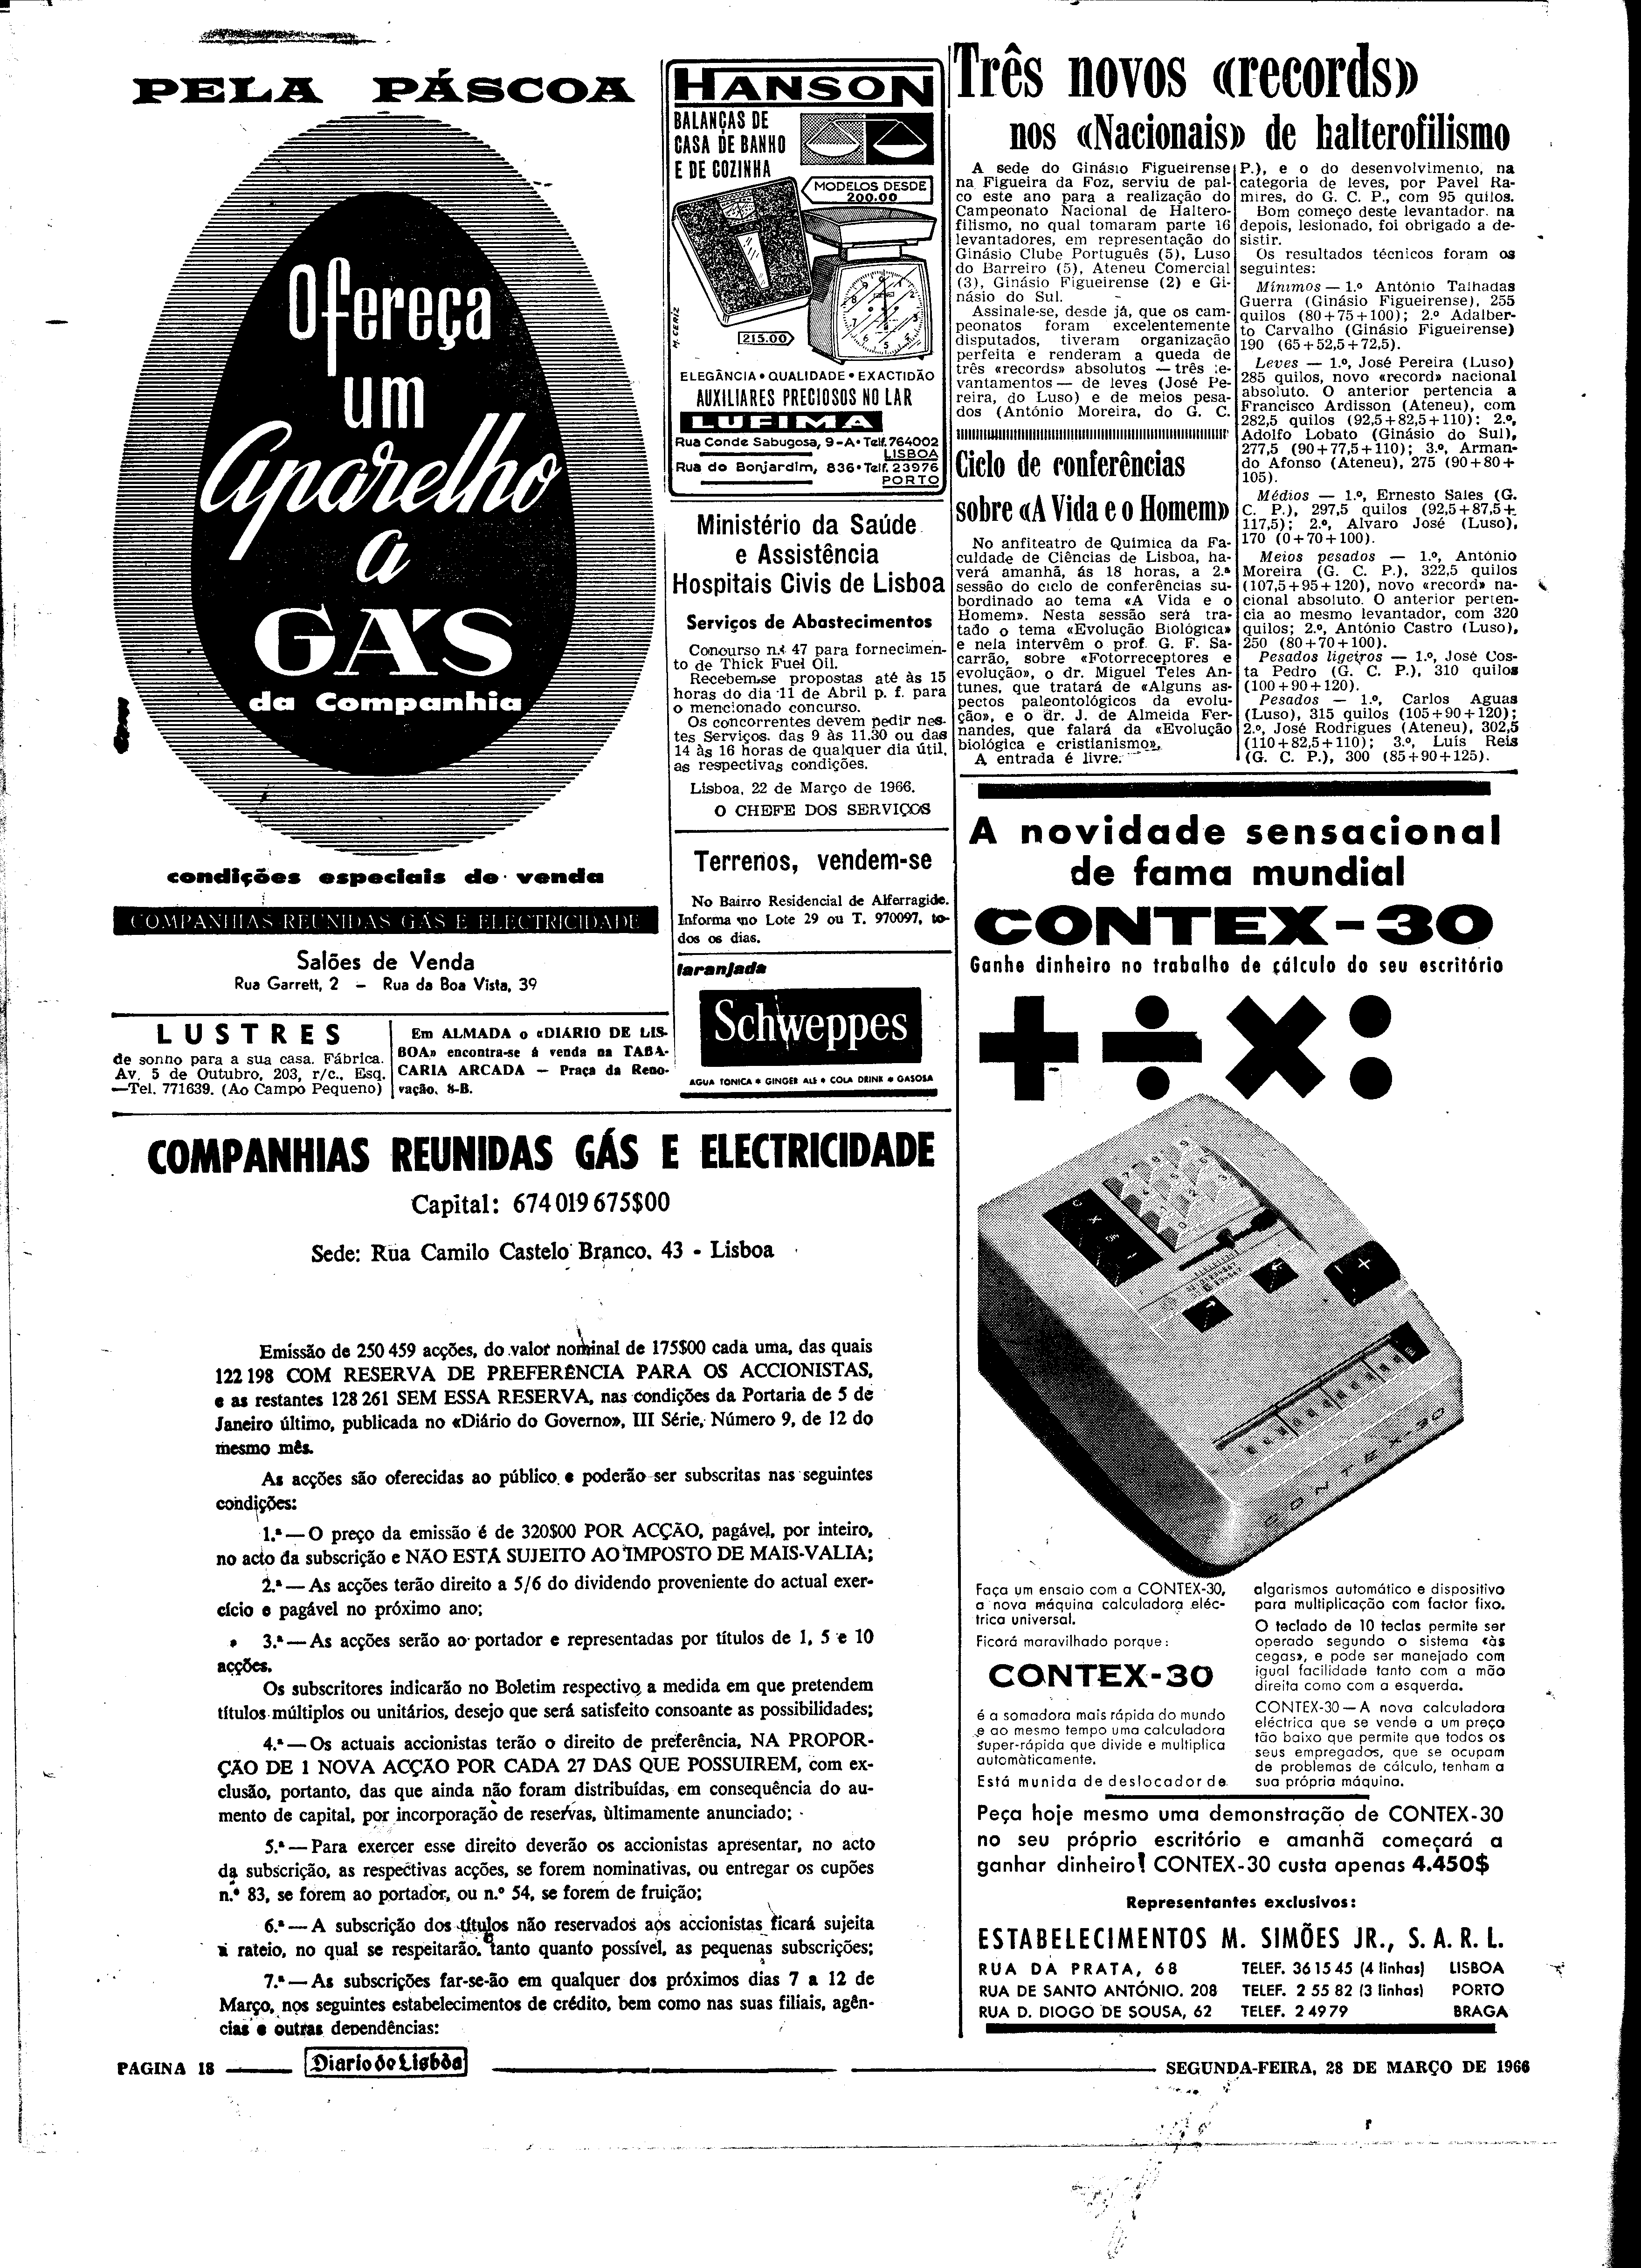 PELA PÁSCOA
Ofereça
um
aparelho
a
GÁS
da Companhia
condições especiais de venda
COMPANHIAS REUNIDAS GÁS E ELECTRICIDADE
Salões de Venda
Rua Garrett, 2 — Rua da Boa Vista, 39
LUSTRES
de sonho para a sua casa. Fábrica.
Av. 5 de Outubro, 203, r/c., Esq.
—Tel. 771639. (Ao Campo Pequeno)
Em ALMADA o «DIÁRIO DE LIS-
BOA» encontra-se á venda na TABA-
CARIA ARCADA — Praça da Reno-
vação, 8-B.
HANSON
BALANÇAS DE
CASA DE BANHO
E DE COZINHA
MODELOS DESDE
200.00
215.00
M. CERIZ
ELEGÂNCIA • QUALIDADE • EXACTIDÃO
AUXILIARES PRECIOSOS NO LAR
LUFIMA
Rua Conde Sabugosa, 9-A • Telf. 764002
LISBOA
Rua do Bonjardim, 836 • Telf. 23976
PORTO
Ministério da Saúde
e Assistência
Hospitais Civis de Lisboa
Serviços de Abastecimentos
Concurso n.º 47 para fornecimen-
to de Thick Fuel Oil.
Recebem-se propostas até às 15
horas do dia 11 de Abril p. f. para
o mencionado concurso.
Os concorrentes devem pedir nes-
tes Serviços, das 9 às 11.30 ou das
14 às 16 horas de qualquer dia útil,
as respectivas condições.
Lisboa, 22 de Março de 1966.
O CHEFE DOS SERVIÇOS
Terrenos, vendem-se
No Bairro Residencial de Alferragide.
Informa no Lote 29 ou T. 970097, to-
dos os dias.
laranjada
Schweppes
AGUA TONICA • GINGER ALE • COLA DRINK • GASOSA
Três novos «records»
nos «Nacionais» de halterofilismo
A sede do Ginásio Figueirense
na Figueira da Foz, serviu de pal-
co este ano para a realização do
Campeonato Nacional de Haltero-
filismo, no qual tomaram parte 16
levantadores, em representação do
Ginásio Clube Português (5), Luso
do Barreiro (5), Ateneu Comercial
(3), Ginásio Figueirense (2) e Gi-
násio do Sul.
Assinale-se, desde já, que os cam-
peonatos foram excelentemente
disputados, tiveram organização
perfeita e renderam a queda de
três «records» absolutos — três le-
vantamentos — de leves (José Pe-
reira, do Luso) e de meios pesa-
dos (António Moreira, do G. C.
P.), e o do desenvolvimento, na
categoria de leves, por Pavel Ra-
mires, do G. C. P., com 95 quilos.
Bom começo deste levantador. na
depois, lesionado, foi obrigado a de-
sistir.
Os resultados técnicos foram os
seguintes:
Mínimos — 1.º António Talhadas
Guerra (Ginásio Figueirense), 255
quilos (80+75+100); 2.º Adalber-
to Carvalho (Ginásio Figueirense)
190 (65+52,5+72,5).
Leves — 1.º, José Pereira (Luso)
285 quilos, novo «record» nacional
absoluto. O anterior pertencia a
Francisco Ardisson (Ateneu), com
282,5 quilos (92,5+82,5+110); 2.º,
Adolfo Lobato (Ginásio do Sul),
277,5 (90+77,5+110); 3.º, Arman-
do Afonso (Ateneu), 275 (90+80+
105).
Médios — 1.º, Ernesto Sales (G.
C. P.), 297,5 quilos (92,5+87,5+
117,5); 2.º, Alvaro José (Luso),
170 (0+70+100).
Meios pesados — 1.º, António
Moreira (G. C. P.), 322,5 quilos
(107,5+95+120), novo «record» na-
cional absoluto. O anterior perten-
cia ao mesmo levantador, com 320
quilos; 2.º, António Castro (Luso),
250 (80+70+100).
Pesados ligeiros — 1.º, José Cos-
ta Pedro (G. C. P.), 310 quilos
(100+90+120).
Pesados — 1.º, Carlos Aguas
(Luso), 315 quilos (105+90+120);
2.º, José Rodrigues (Ateneu), 302,5
(110+82,5+110); 3.º, Luís Reis
(G. C. P.), 300 (85+90+125).
Ciclo de conferências
sobre «A Vida e o Homem»
No anfiteatro de Química da Fa-
culdade de Ciências de Lisboa, ha-
verá amanhã, ás 18 horas, a 2.ª
sessão do ciclo de conferências su-
bordinado ao tema «A Vida e o
Homem». Nesta sessão será tra-
tado o tema «Evolução Biológica»
e nela intervêm o prof. G. F. Sa-
carrão, sobre «Fotorreceptores e
evolução», o dr. Miguel Teles An-
tunes, que tratará de «Alguns as-
pectos paleontológicos da evolu-
ção», e o dr. J. de Almeida Fer-
nandes, que falará da «Evolução
biológica e cristianismo».
A entrada é livre.
A novidade sensacional
de fama mundial
CONTEX-30
Ganhe dinheiro no trabalho de cálculo do seu escritório
+ ÷ × :
CONTEX-30
Faça um ensaio com a CONTEX-30,
a nova máquina calculadora eléc-
trica universal.
Ficará maravilhado porque:
CONTEX-30
é a somadora mais rápida do mundo
e ao mesmo tempo uma calculadora
super-rápida que divide e multiplica
automàticamente.
Está munida de deslocador de
algarismos automático e dispositivo
para multiplicação com factor fixo.
O teclado de 10 teclas permite ser
operado segundo o sistema «às
cegas», e pode ser manejado com
igual facilidade tanto com a mão
direita como com a esquerda.
CONTEX-30 — A nova calculadora
eléctrica que se vende a um preço
tão baixo que permite que todos os
seus empregados, que se ocupam
de problemas de cálculo, tenham a
sua própria máquina.
Peça hoje mesmo uma demonstração de CONTEX-30
no seu próprio escritório e amanhã começará a
ganhar dinheiro! CONTEX-30 custa apenas 4.450$
Representantes exclusivos:
ESTABELECIMENTOS M. SIMÕES JR., S. A. R. L.
RUA DA PRATA, 68 TELEF. 36 15 45 (4 linhas) LISBOA
RUA DE SANTO ANTÓNIO, 208 TELEF. 2 55 82 (3 linhas) PORTO
RUA D. DIOGO DE SOUSA, 62 TELEF. 2 49 79 BRAGA
COMPANHIAS REUNIDAS GÁS E ELECTRICIDADE
Capital: 674 019 675$00
Sede: Rua Camilo Castelo Branco, 43 - Lisboa
Emissão de 250 459 acções, do valor nominal de 175$00 cada uma, das quais
122 198 COM RESERVA DE PREFERÊNCIA PARA OS ACCIONISTAS,
e as restantes 128 261 SEM ESSA RESERVA, nas condições da Portaria de 5 de
Janeiro último, publicada no «Diário do Governo», III Série, Número 9, de 12 do
mesmo mês.
As acções são oferecidas ao público e poderão ser subscritas nas seguintes
condições:
1.ª — O preço da emissão é de 320$00 POR ACÇÃO, pagável, por inteiro,
no acto da subscrição e NÃO ESTÁ SUJEITO AO IMPOSTO DE MAIS-VALIA;
2.ª — As acções terão direito a 5/6 do dividendo proveniente do actual exer-
cício e pagável no próximo ano;
3.ª — As acções serão ao portador e representadas por títulos de 1, 5 e 10
acções.
Os subscritores indicarão no Boletim respectivo a medida em que pretendem
títulos múltiplos ou unitários, desejo que será satisfeito consoante as possibilidades;
4.ª — Os actuais accionistas terão o direito de preferência, NA PROPOR-
ÇÃO DE 1 NOVA ACÇÃO POR CADA 27 DAS QUE POSSUIREM, com ex-
clusão, portanto, das que ainda não foram distribuídas, em consequência do au-
mento de capital, por incorporação de reservas, ùltimamente anunciado;
5.ª — Para exercer esse direito deverão os accionistas apresentar, no acto
da subscrição, as respectivas acções, se forem nominativas, ou entregar os cupões
n.º 83, se forem ao portador, ou n.º 54, se forem de fruição;
6.ª — A subscrição dos títulos não reservados aos accionistas ficará sujeita
a rateio, no qual se respeitarão, tanto quanto possível, as pequenas subscrições;
7.ª — As subscrições far-se-ão em qualquer dos próximos dias 7 a 12 de
Março, nos seguintes estabelecimentos de crédito, bem como nas suas filiais, agên-
cias e outras dependências:
PAGINA 18
Diario de Lisbôa
SEGUNDA-FEIRA, 28 DE MARÇO DE 1966